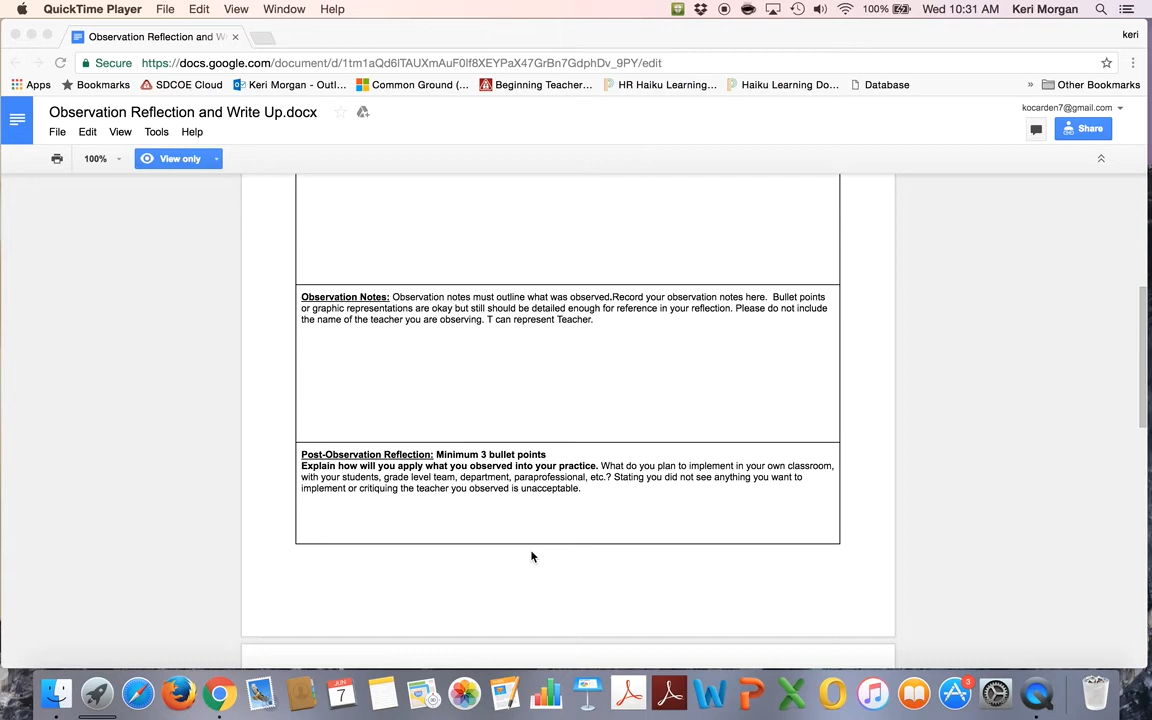 QuickTime Player File Edit View Window Help 100% Wed 10:31 AM Keri Morgan
Observation Reflection and W × keri
Secure https://docs.google.com/document/d/1tm1aQd6lTAUXmAuF0lf8XEYPaX47GrBn7GdphDv_9PY/edit
Apps Bookmarks SDCOE Cloud Keri Morgan - Outl... Common Ground (... Beginning Teacher... HR Haiku Learning... Haiku Learning Do... Database » Other Bookmarks
Observation Reflection and Write Up.docx kocarden7@gmail.com
File Edit View Tools Help Share
100% View only
Observation Notes: Observation notes must outline what was observed.Record your observation notes here. Bullet points
or graphic representations are okay but still should be detailed enough for reference in your reflection. Please do not include
the name of the teacher you are observing. T can represent Teacher.
Post-Observation Reflection: Minimum 3 bullet points
Explain how will you apply what you observed into your practice. What do you plan to implement in your own classroom,
with your students, grade level team, department, paraprofessional, etc.? Stating you did not see anything you want to
implement or critiquing the teacher you observed is unacceptable.
JUN
7
3